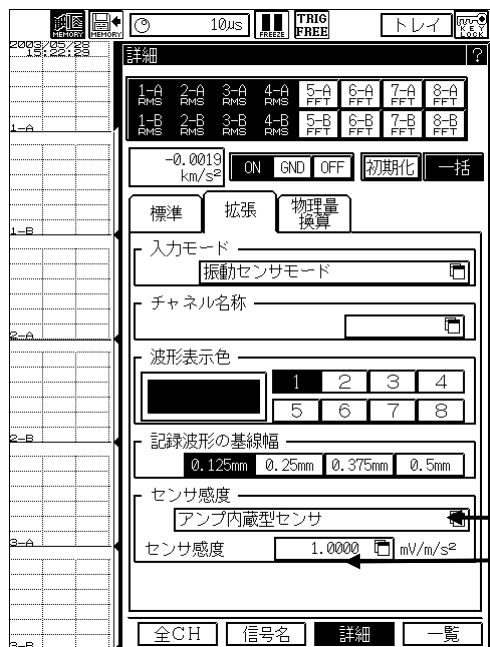 MEMORY
MEMORY
10μs
FREEZE
TRIG
FREE
トレイ
KEY
LOCK
2003/05/28
15:22:29
詳細
?
1-A 2-A 3-A 4-A 5-A 6-A 7-A 8-A
RMS RMS RMS RMS FFT FFT FFT FFT
1-B 2-B 3-B 4-B 5-B 6-B 7-B 8-B
RMS RMS RMS RMS FFT FFT FFT FFT
1-A
-0.0019
km/s²
ON GND OFF 初期化 一括
標準 拡張 物理量
換算
1-B
入力モード
振動センサモード
チャネル名称
2-A
波形表示色
1 2 3 4
5 6 7 8
2-B
記録波形の基線幅
0.125mm 0.25mm 0.375mm 0.5mm
センサ感度
アンプ内蔵型センサ
3-A
センサ感度 1.0000 mV/m/s²
全CH 信号名 詳細 一覧
3-B